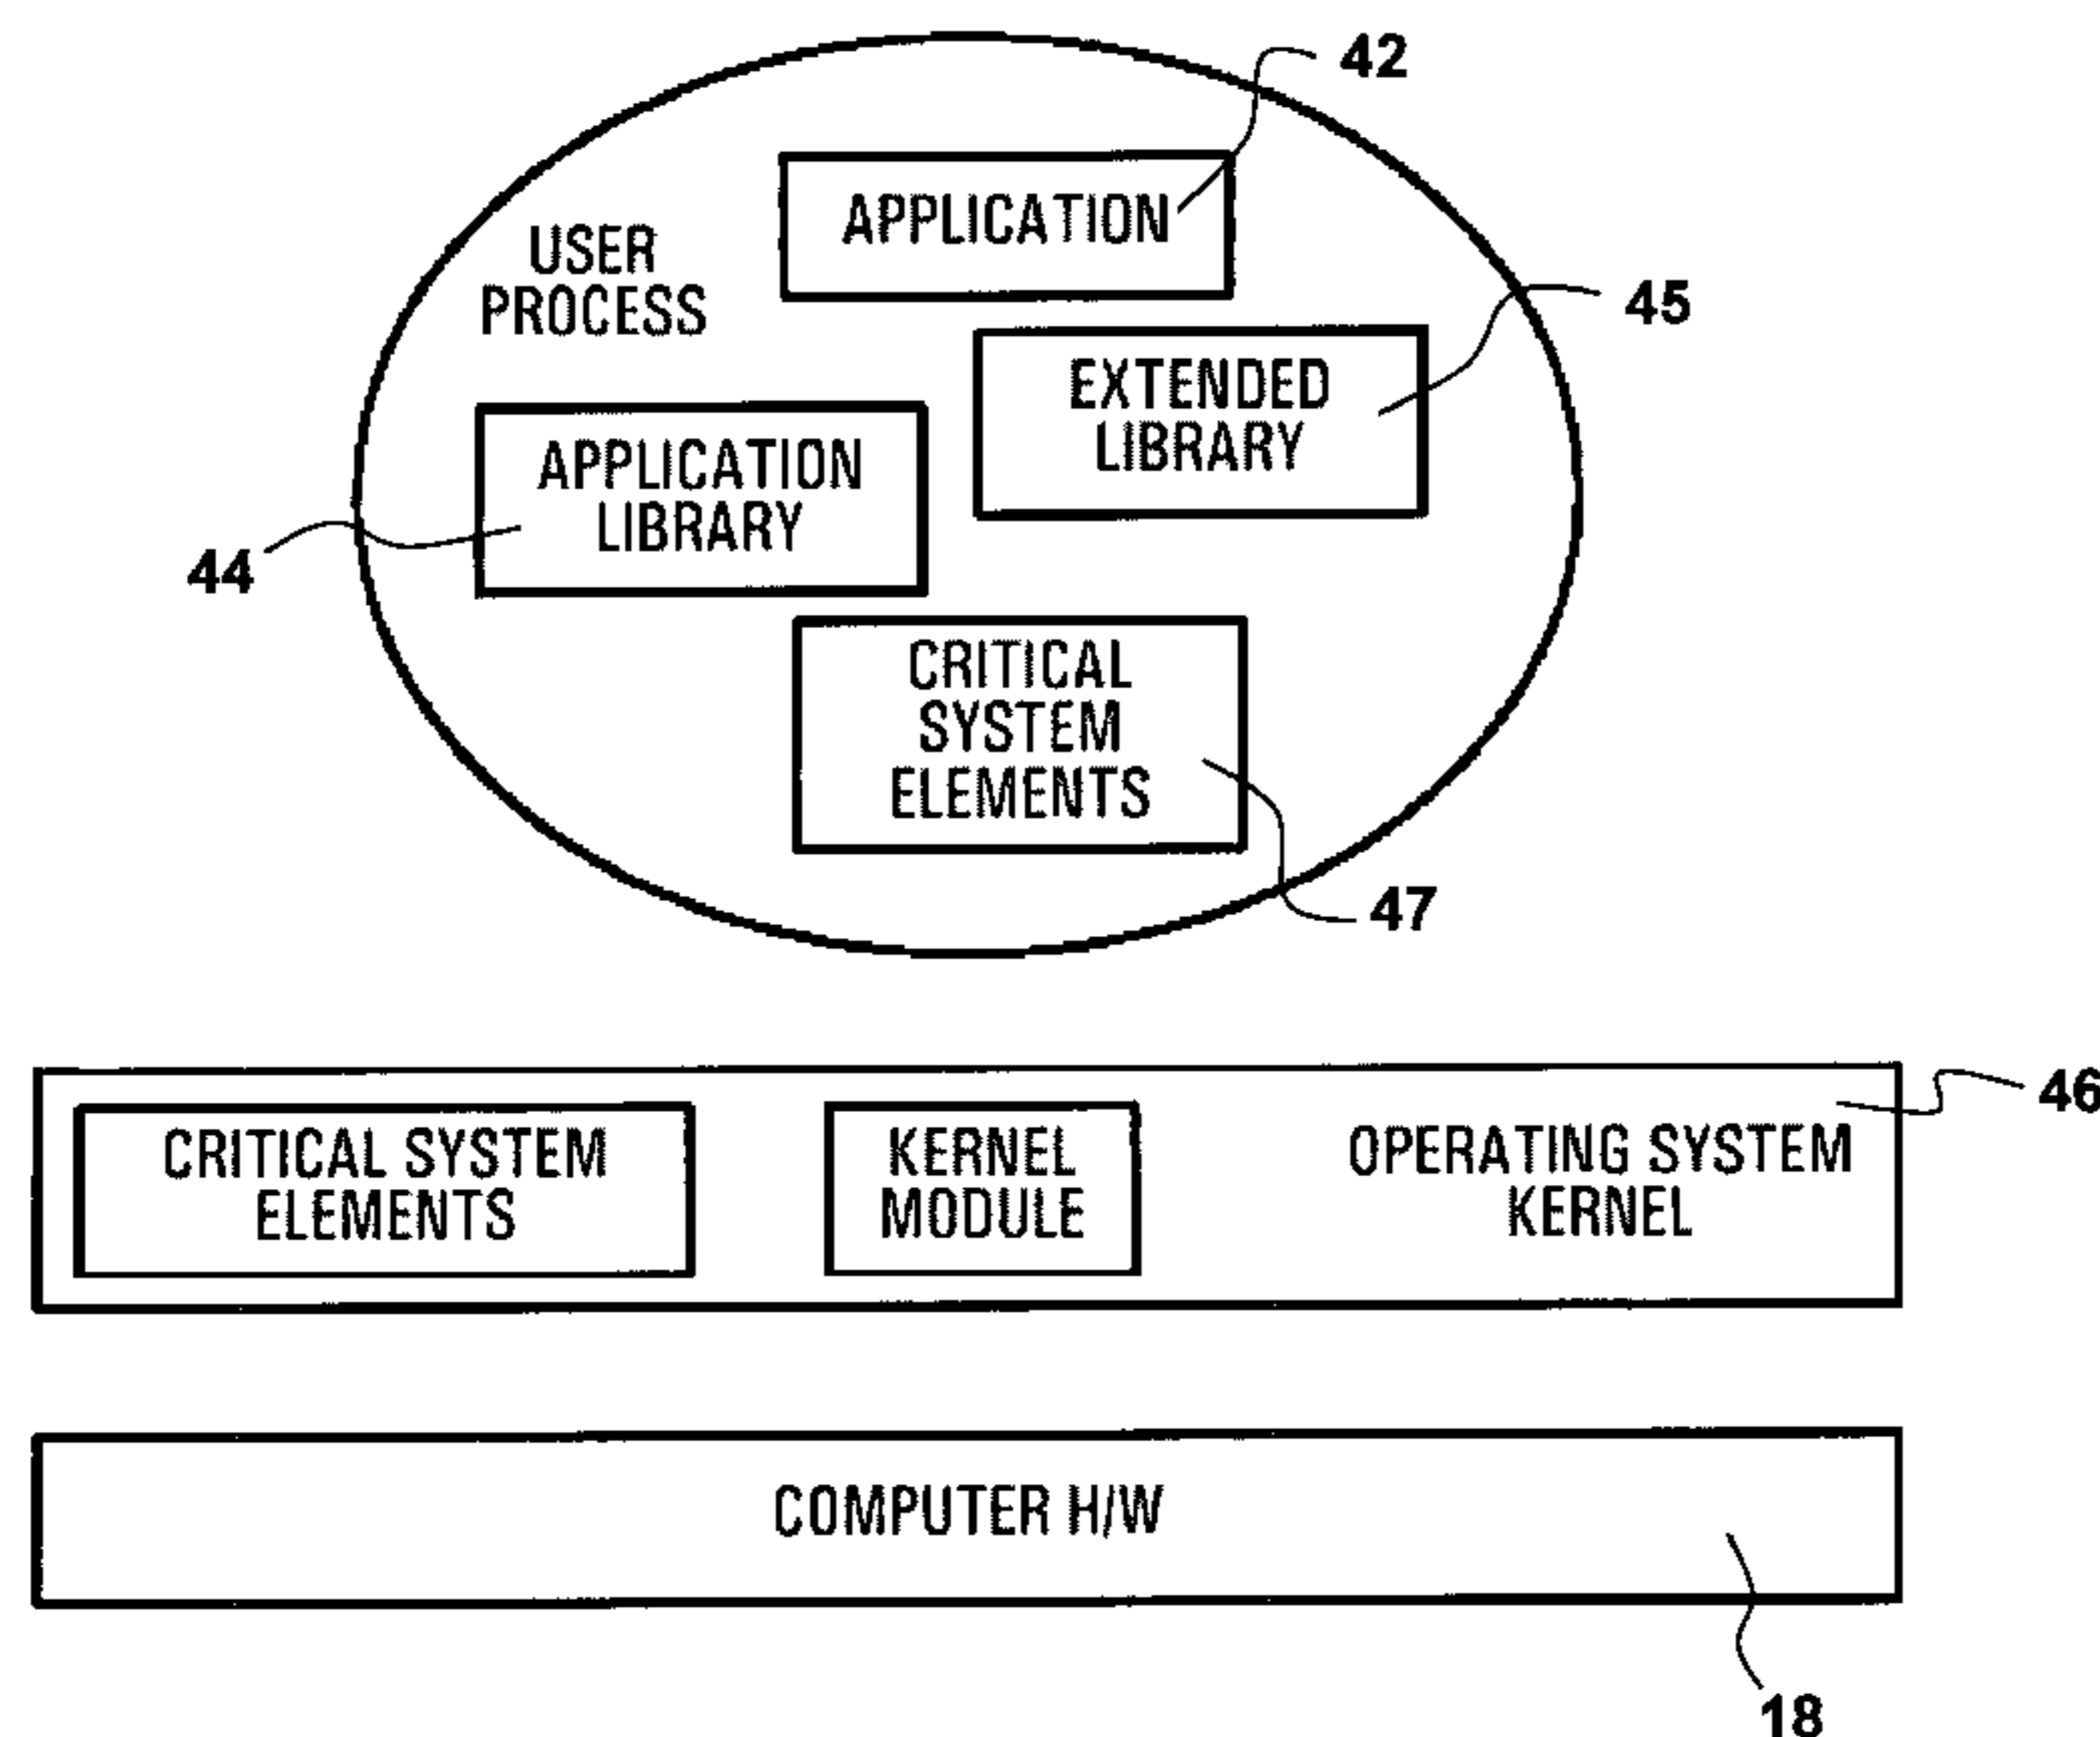 42
APPLICATION
USER
PROCESS
45
EXTENDED
LIBRARY
APPLICATION
LIBRARY
44
CRITICAL
SYSTEM
ELEMENTS
47
46
CRITICAL SYSTEM
ELEMENTS
KERNEL
MODULE
OPERATING SYSTEM
KERNEL
COMPUTER H/W
18